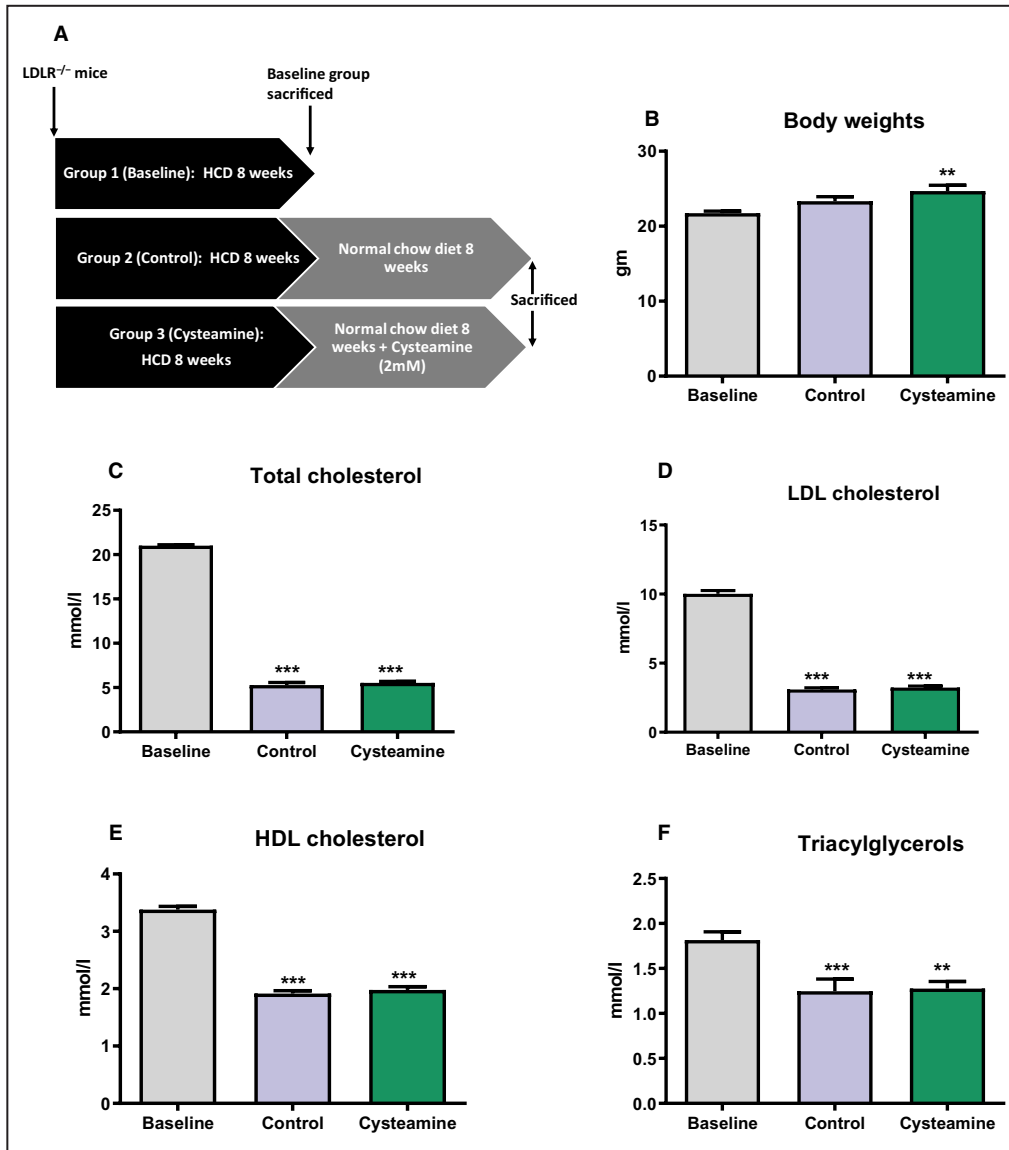 A
LDLR–/– mice
Baseline group
sacrificed
Group 1 (Baseline): HCD 8 weeks
Group 2 (Control): HCD 8 weeks
Normal chow diet 8
weeks
Sacrificed
Group 3 (Cysteamine):
HCD 8 weeks
Normal chow diet 8
weeks + Cysteamine
(2mM)
B
Body weights
gm
30
20
10
0
**
Baseline
Control
Cysteamine
C
Total cholesterol
mmol/l
25
20
15
10
5
0
***
***
Baseline
Control
Cysteamine
D
LDL cholesterol
mmol/l
15
10
5
0
***
***
Baseline
Control
Cysteamine
E
HDL cholesterol
mmol/l
4
3
2
1
0
***
***
Baseline
Control
Cysteamine
F
Triacylglycerols
mmol/l
2.5
2.0
1.5
1.0
0.5
0.0
***
**
Baseline
Control
Cysteamine